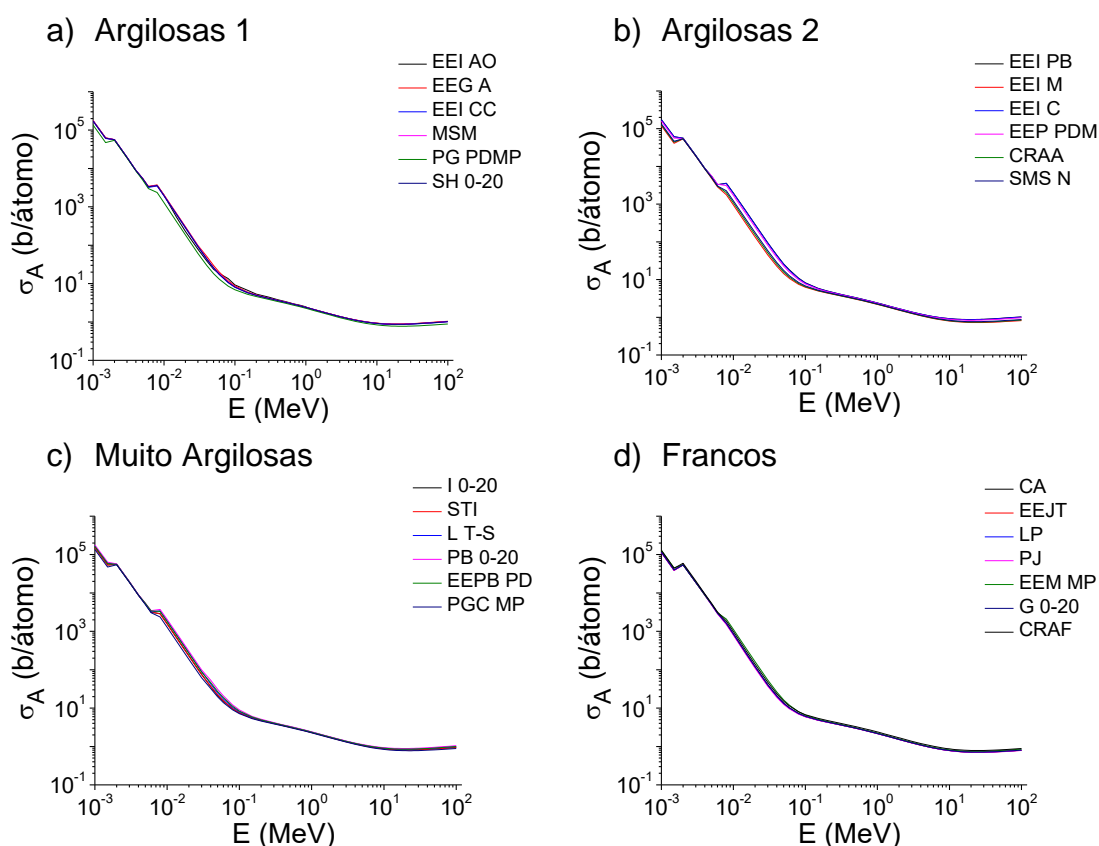 a) Argilosas 1
EEI AO
EEG A
EEI CC
MSM
PG PDMP
SH 0-20
σA (b/átomo)
10^5
10^3
10^1
10^-1
10^-3 10^-2 10^-1 10^0 10^1 10^2
E (MeV)
b) Argilosas 2
EEI PB
EEI M
EEI C
EEP PDM
CRAA
SMS N
σA (b/átomo)
10^5
10^3
10^1
10^-1
10^-3 10^-2 10^-1 10^0 10^1 10^2
E (MeV)
c) Muito Argilosas
I 0-20
STI
L T-S
PB 0-20
EEPB PD
PGC MP
σA (b/átomo)
10^5
10^3
10^1
10^-1
10^-3 10^-2 10^-1 10^0 10^1 10^2
E (MeV)
d) Francos
CA
EEJT
LP
PJ
EEM MP
G 0-20
CRAF
σA (b/átomo)
10^5
10^3
10^1
10^-1
10^-3 10^-2 10^-1 10^0 10^1 10^2
E (MeV)